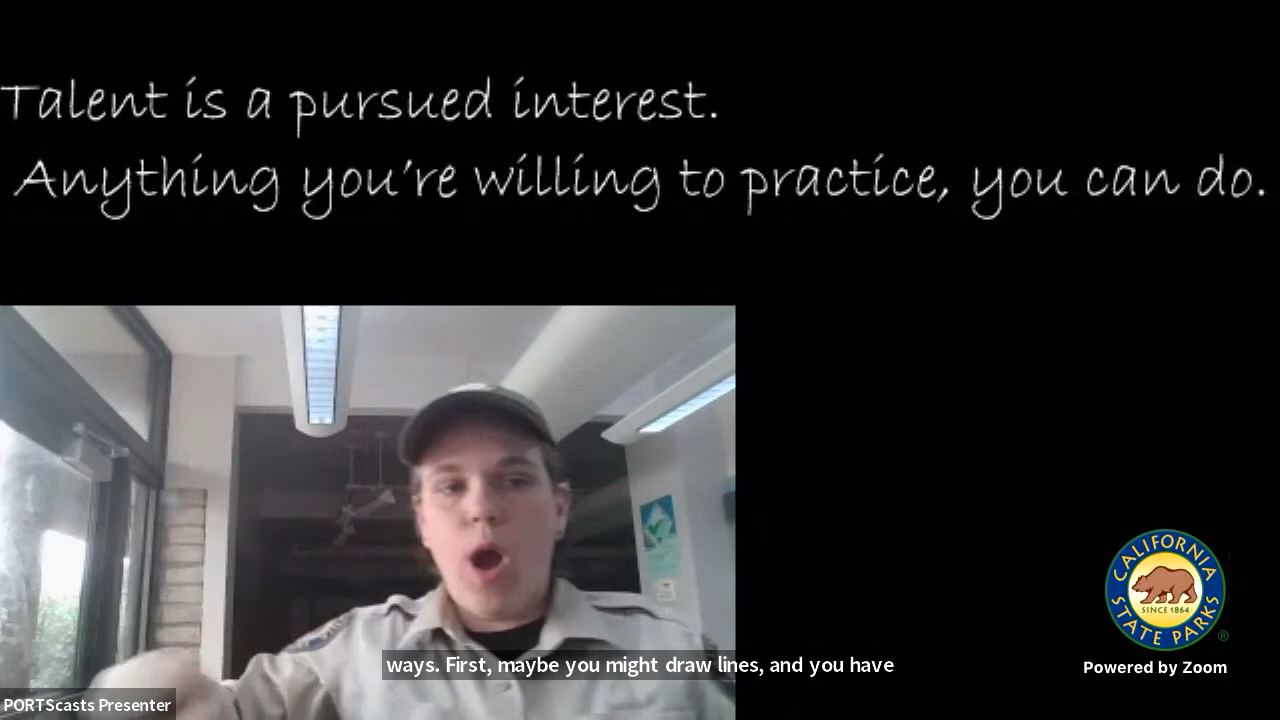 Talent is a pursued interest.
Anything you're willing to practice, you can do.
CALIFORNIA
SINCE 1864
STATE PARKS
®
Powered by Zoom
ways. First, maybe you might draw lines, and you have
PORTScasts Presenter